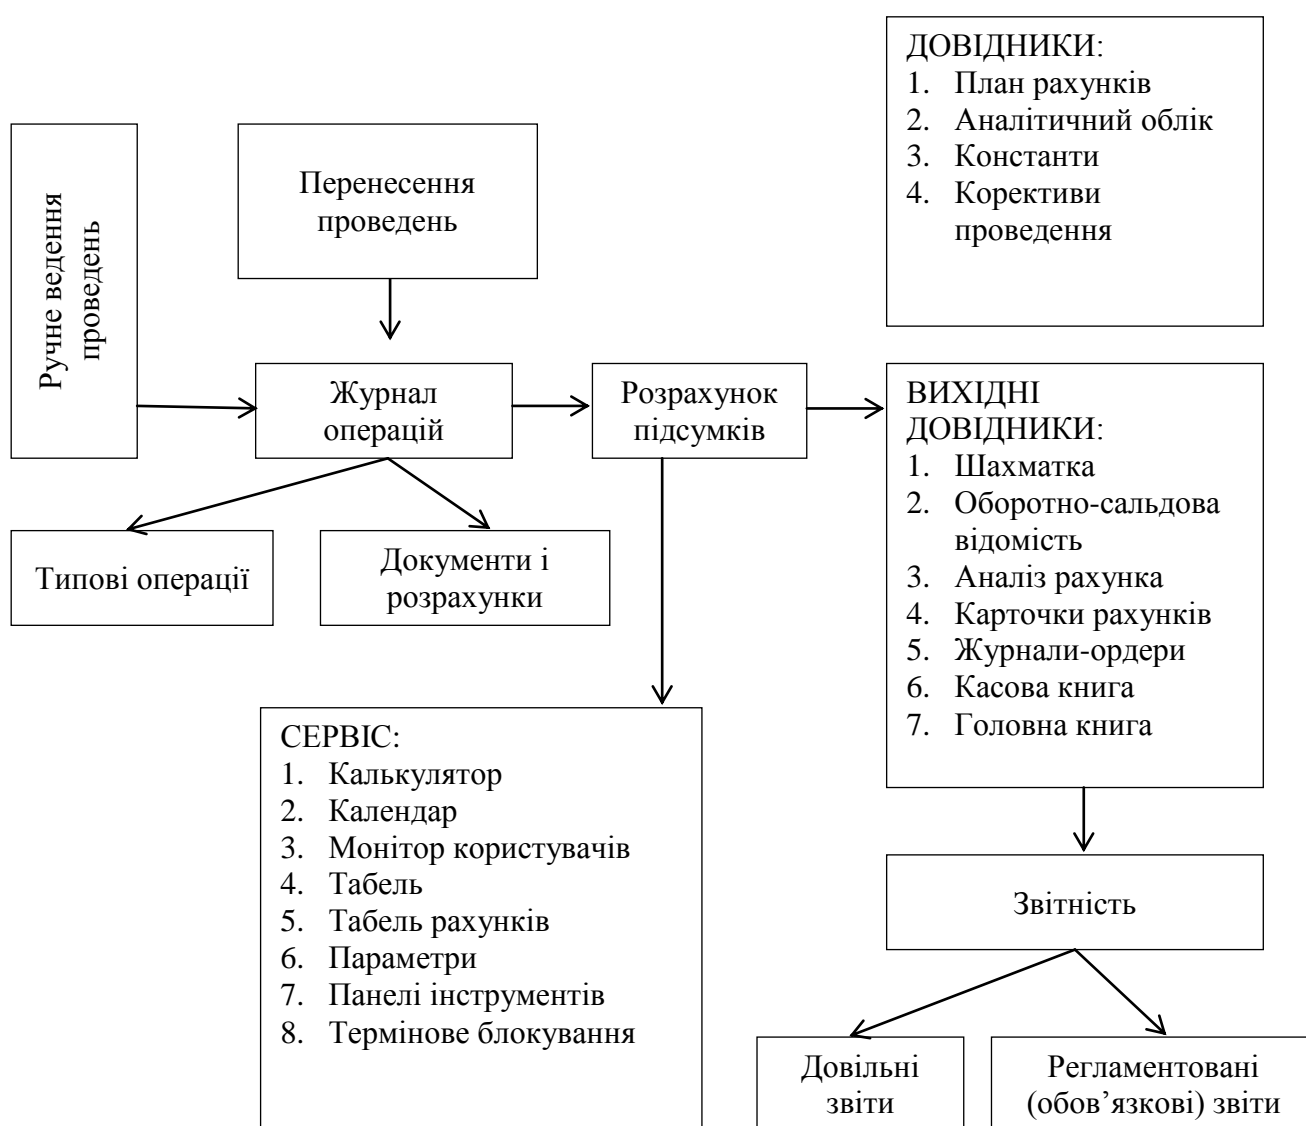 ДОВІДНИКИ:
1. План рахунків
2. Аналітичний облік
3. Константи
4. Корективи
проведення
Ручне ведення
проведень
Перенесення
проведень
Журнал
операцій
Розрахунок
підсумків
ВИХІДНІ
ДОВІДНИКИ:
1. Шахматка
2. Оборотно-сальдова
відомість
3. Аналіз рахунка
4. Карточки рахунків
5. Журнали-ордери
6. Касова книга
7. Головна книга
Типові операції
Документи і
розрахунки
СЕРВІС:
1. Калькулятор
2. Календар
3. Монітор користувачів
4. Табель
5. Табель рахунків
6. Параметри
7. Панелі інструментів
8. Термінове блокування
Звітність
Довільні
звіти
Регламентовані
(обов’язкові) звіти